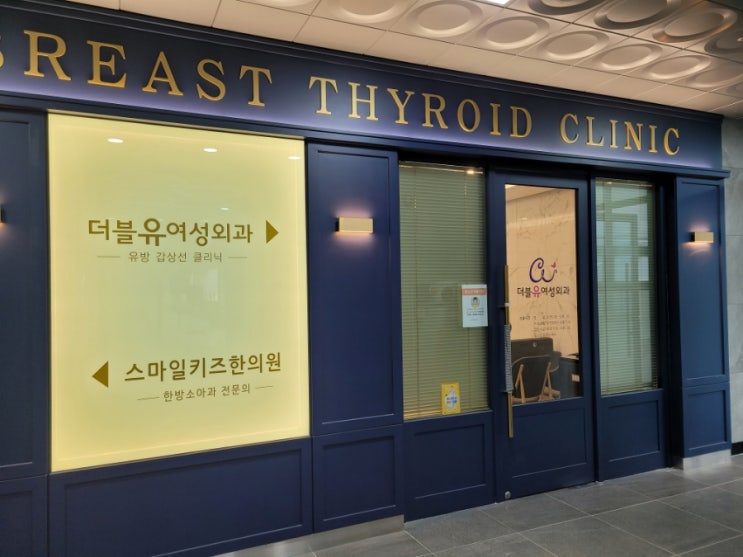 BREAST THYROID CLINIC
더블유여성외과
유방 갑상선 클리닉
스마일키즈한의원
한방소아과 전문의
더블유여성외과